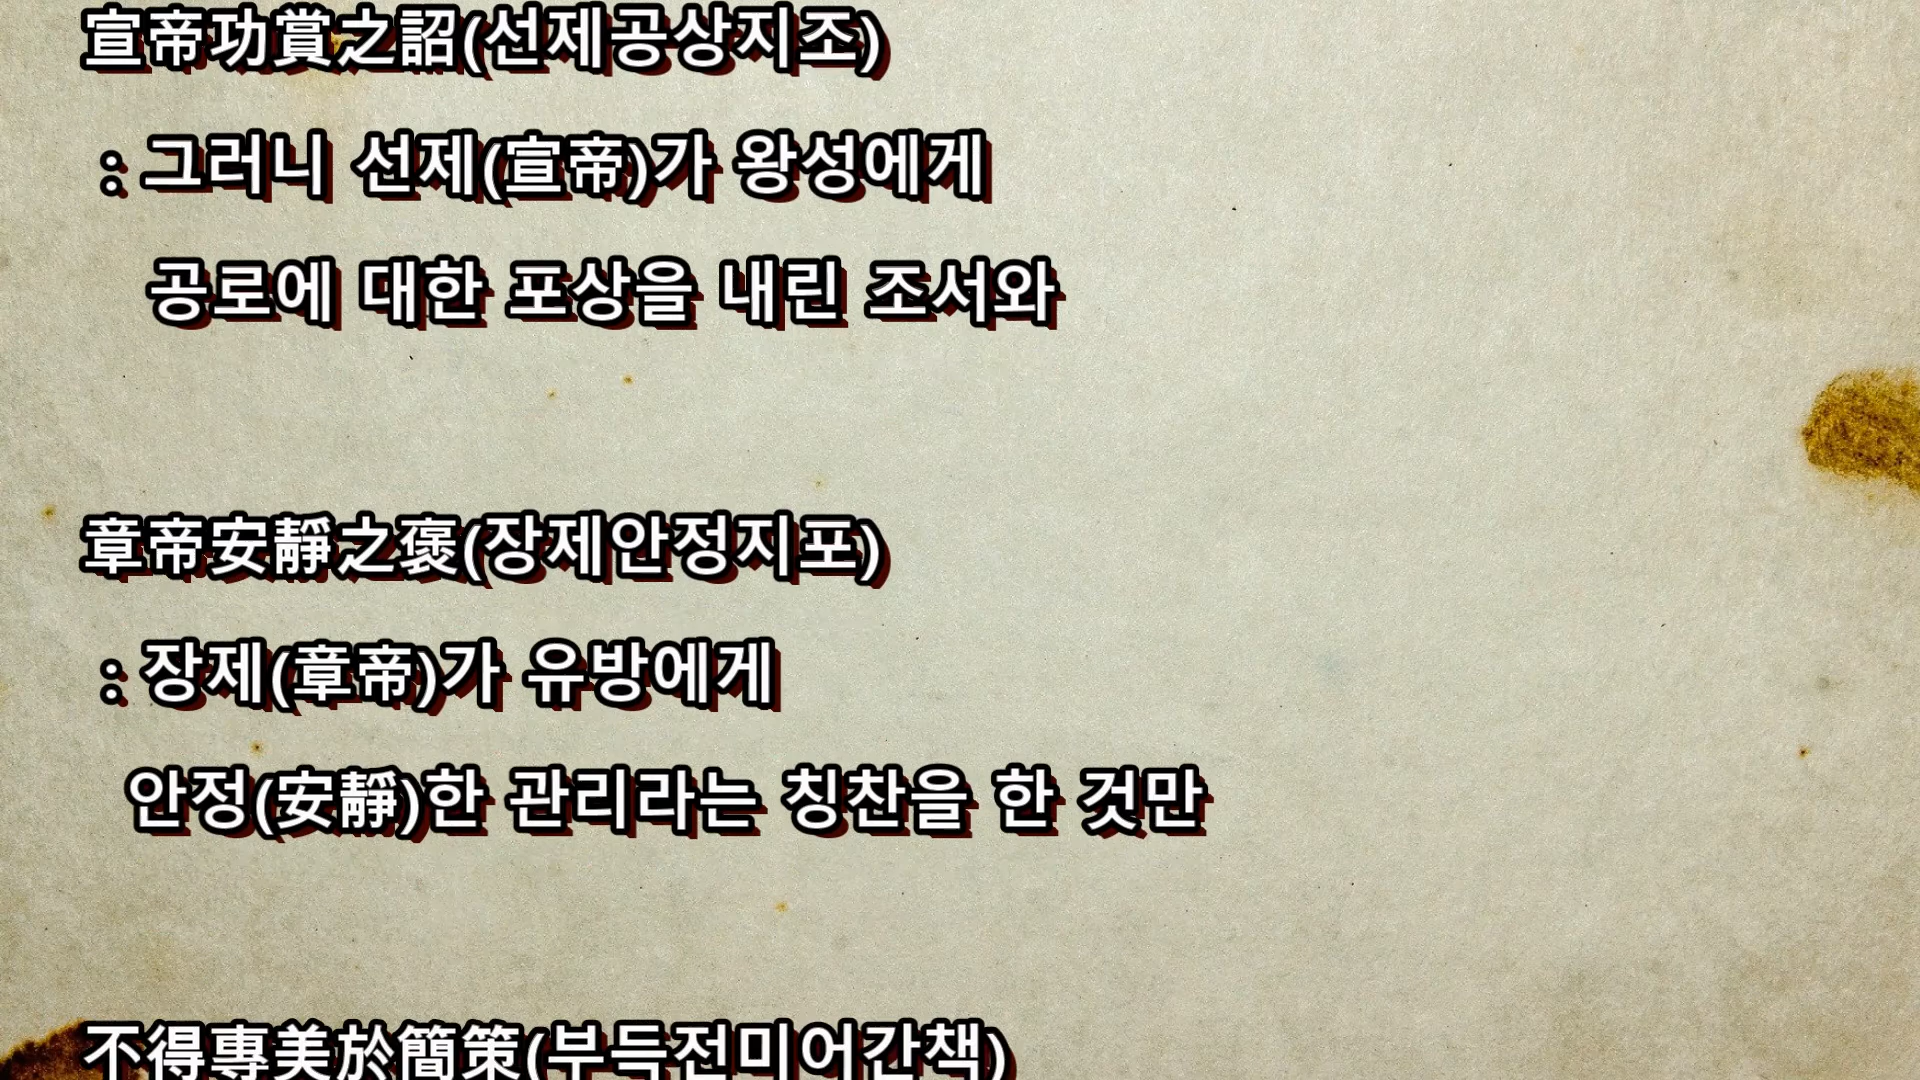 宣帝功賞之詔(선제공상지조)
: 그러니 선제(宣帝)가 왕성에게
공로에 대한 포상을 내린 조서와
章帝安靜之褒(장제안정지포)
: 장제(章帝)가 유방에게
안정(安靜)한 관리라는 칭찬을 한 것만
不得專美於簡策(부득전미어간책)